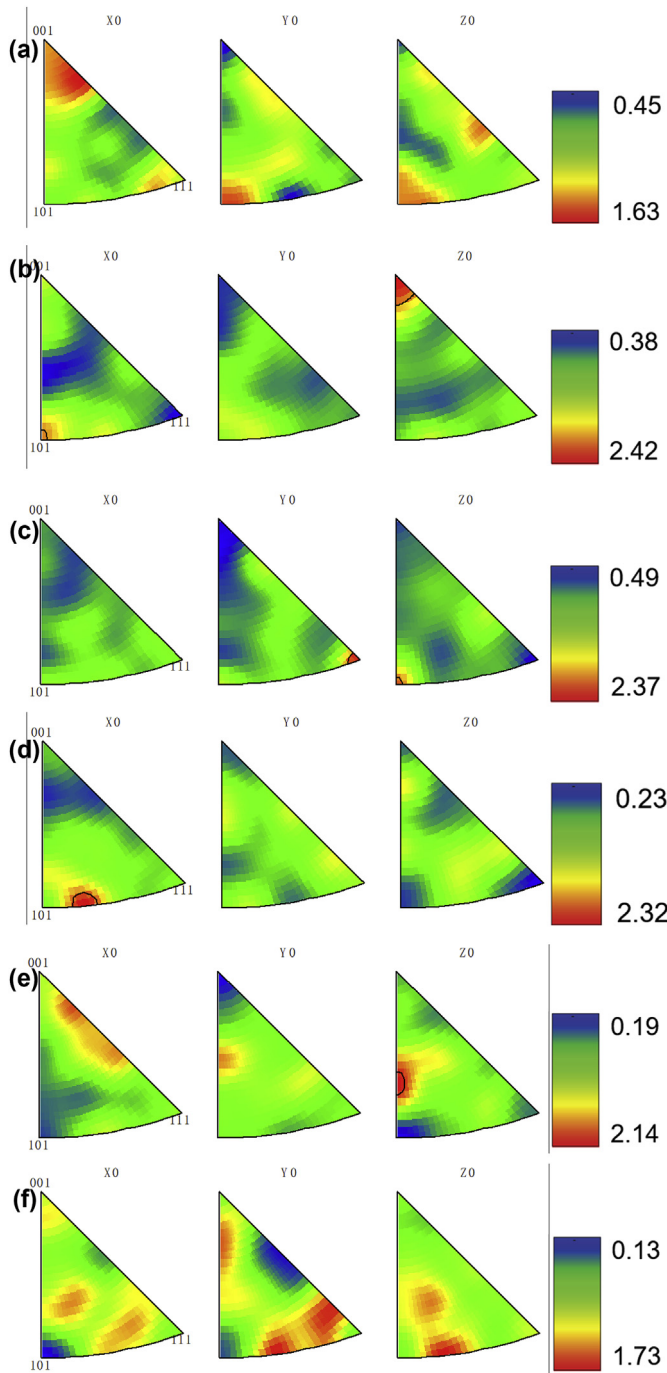 X0 Y0 Z0
(a) 001
111
101
0.45
1.63
X0 Y0 Z0
(b) 001
111
101
0.38
2.42
X0 Y0 Z0
(c) 001
111
101
0.49
2.37
X0 Y0 Z0
(d) 001
111
101
0.23
2.32
X0 Y0 Z0
(e) 001
111
101
0.19
2.14
X0 Y0 Z0
(f) 001
111
101
0.13
1.73